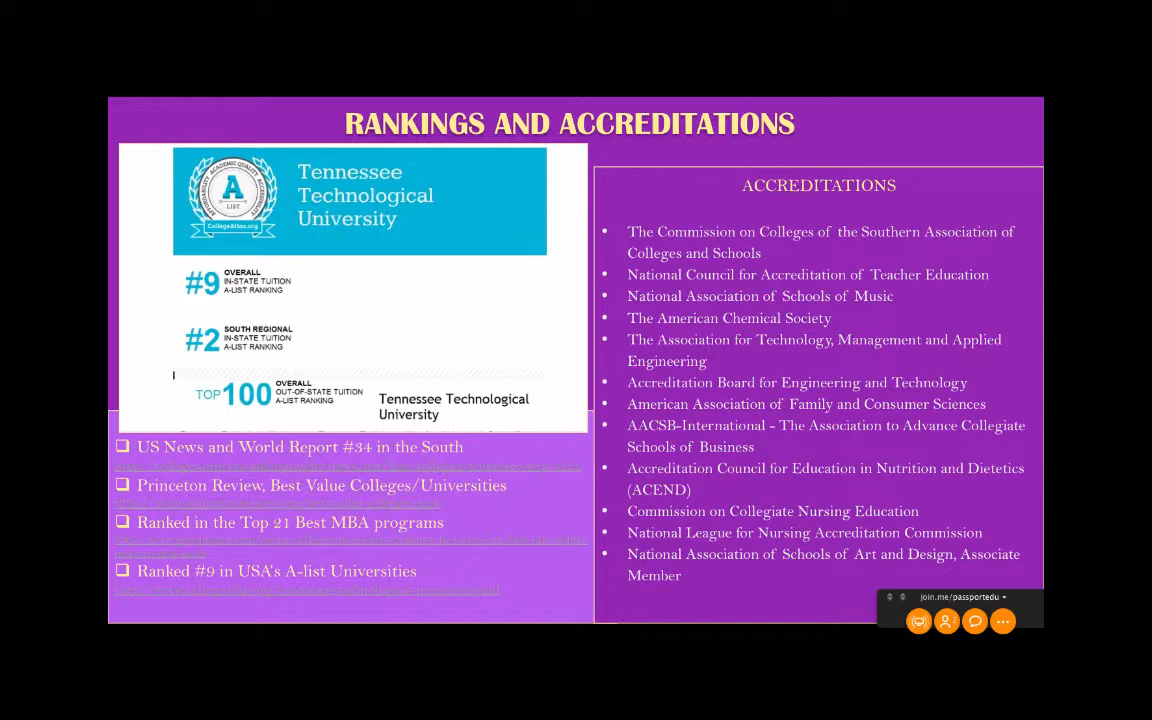 RANKINGS AND ACCREDITATIONS
AFFORDABILITY ACADEMIC QUALITY ACCESSIBILITY
A
LIST
CollegeAtlas.org
Tennessee
Technological
University
#9 OVERALL
IN-STATE TUITION
A-LIST RANKING
#2 SOUTH REGIONAL
IN-STATE TUITION
A-LIST RANKING
TOP 100 OVERALL
OUT-OF-STATE TUITION
A-LIST RANKING
Tennessee Technological
University
US News and World Report #34 in the South
Princeton Review, Best Value Colleges/Universities
Ranked in the Top 21 Best MBA programs
Ranked #9 in USA's A-list Universities
ACCREDITATIONS
The Commission on Colleges of the Southern Association of
Colleges and Schools
National Council for Accreditation of Teacher Education
National Association of Schools of Music
The American Chemical Society
The Association for Technology, Management and Applied
Engineering
Accreditation Board for Engineering and Technology
American Association of Family and Consumer Sciences
AACSB-International - The Association to Advance Collegiate
Schools of Business
Accreditation Council for Education in Nutrition and Dietetics
(ACEND)
Commission on Collegiate Nursing Education
National League for Nursing Accreditation Commission
National Association of Schools of Art and Design, Associate
Member
join.me/passportedu
2